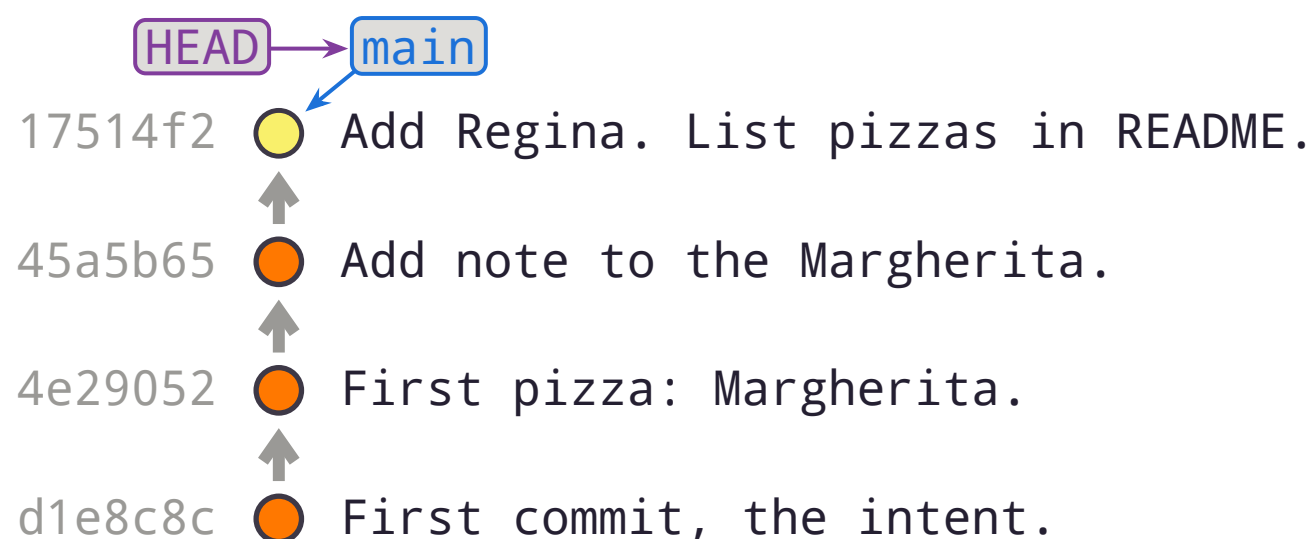 HEAD main
17514f2 Add Regina. List pizzas in README.
45a5b65 Add note to the Margherita.
4e29052 First pizza: Margherita.
d1e8c8c First commit, the intent.